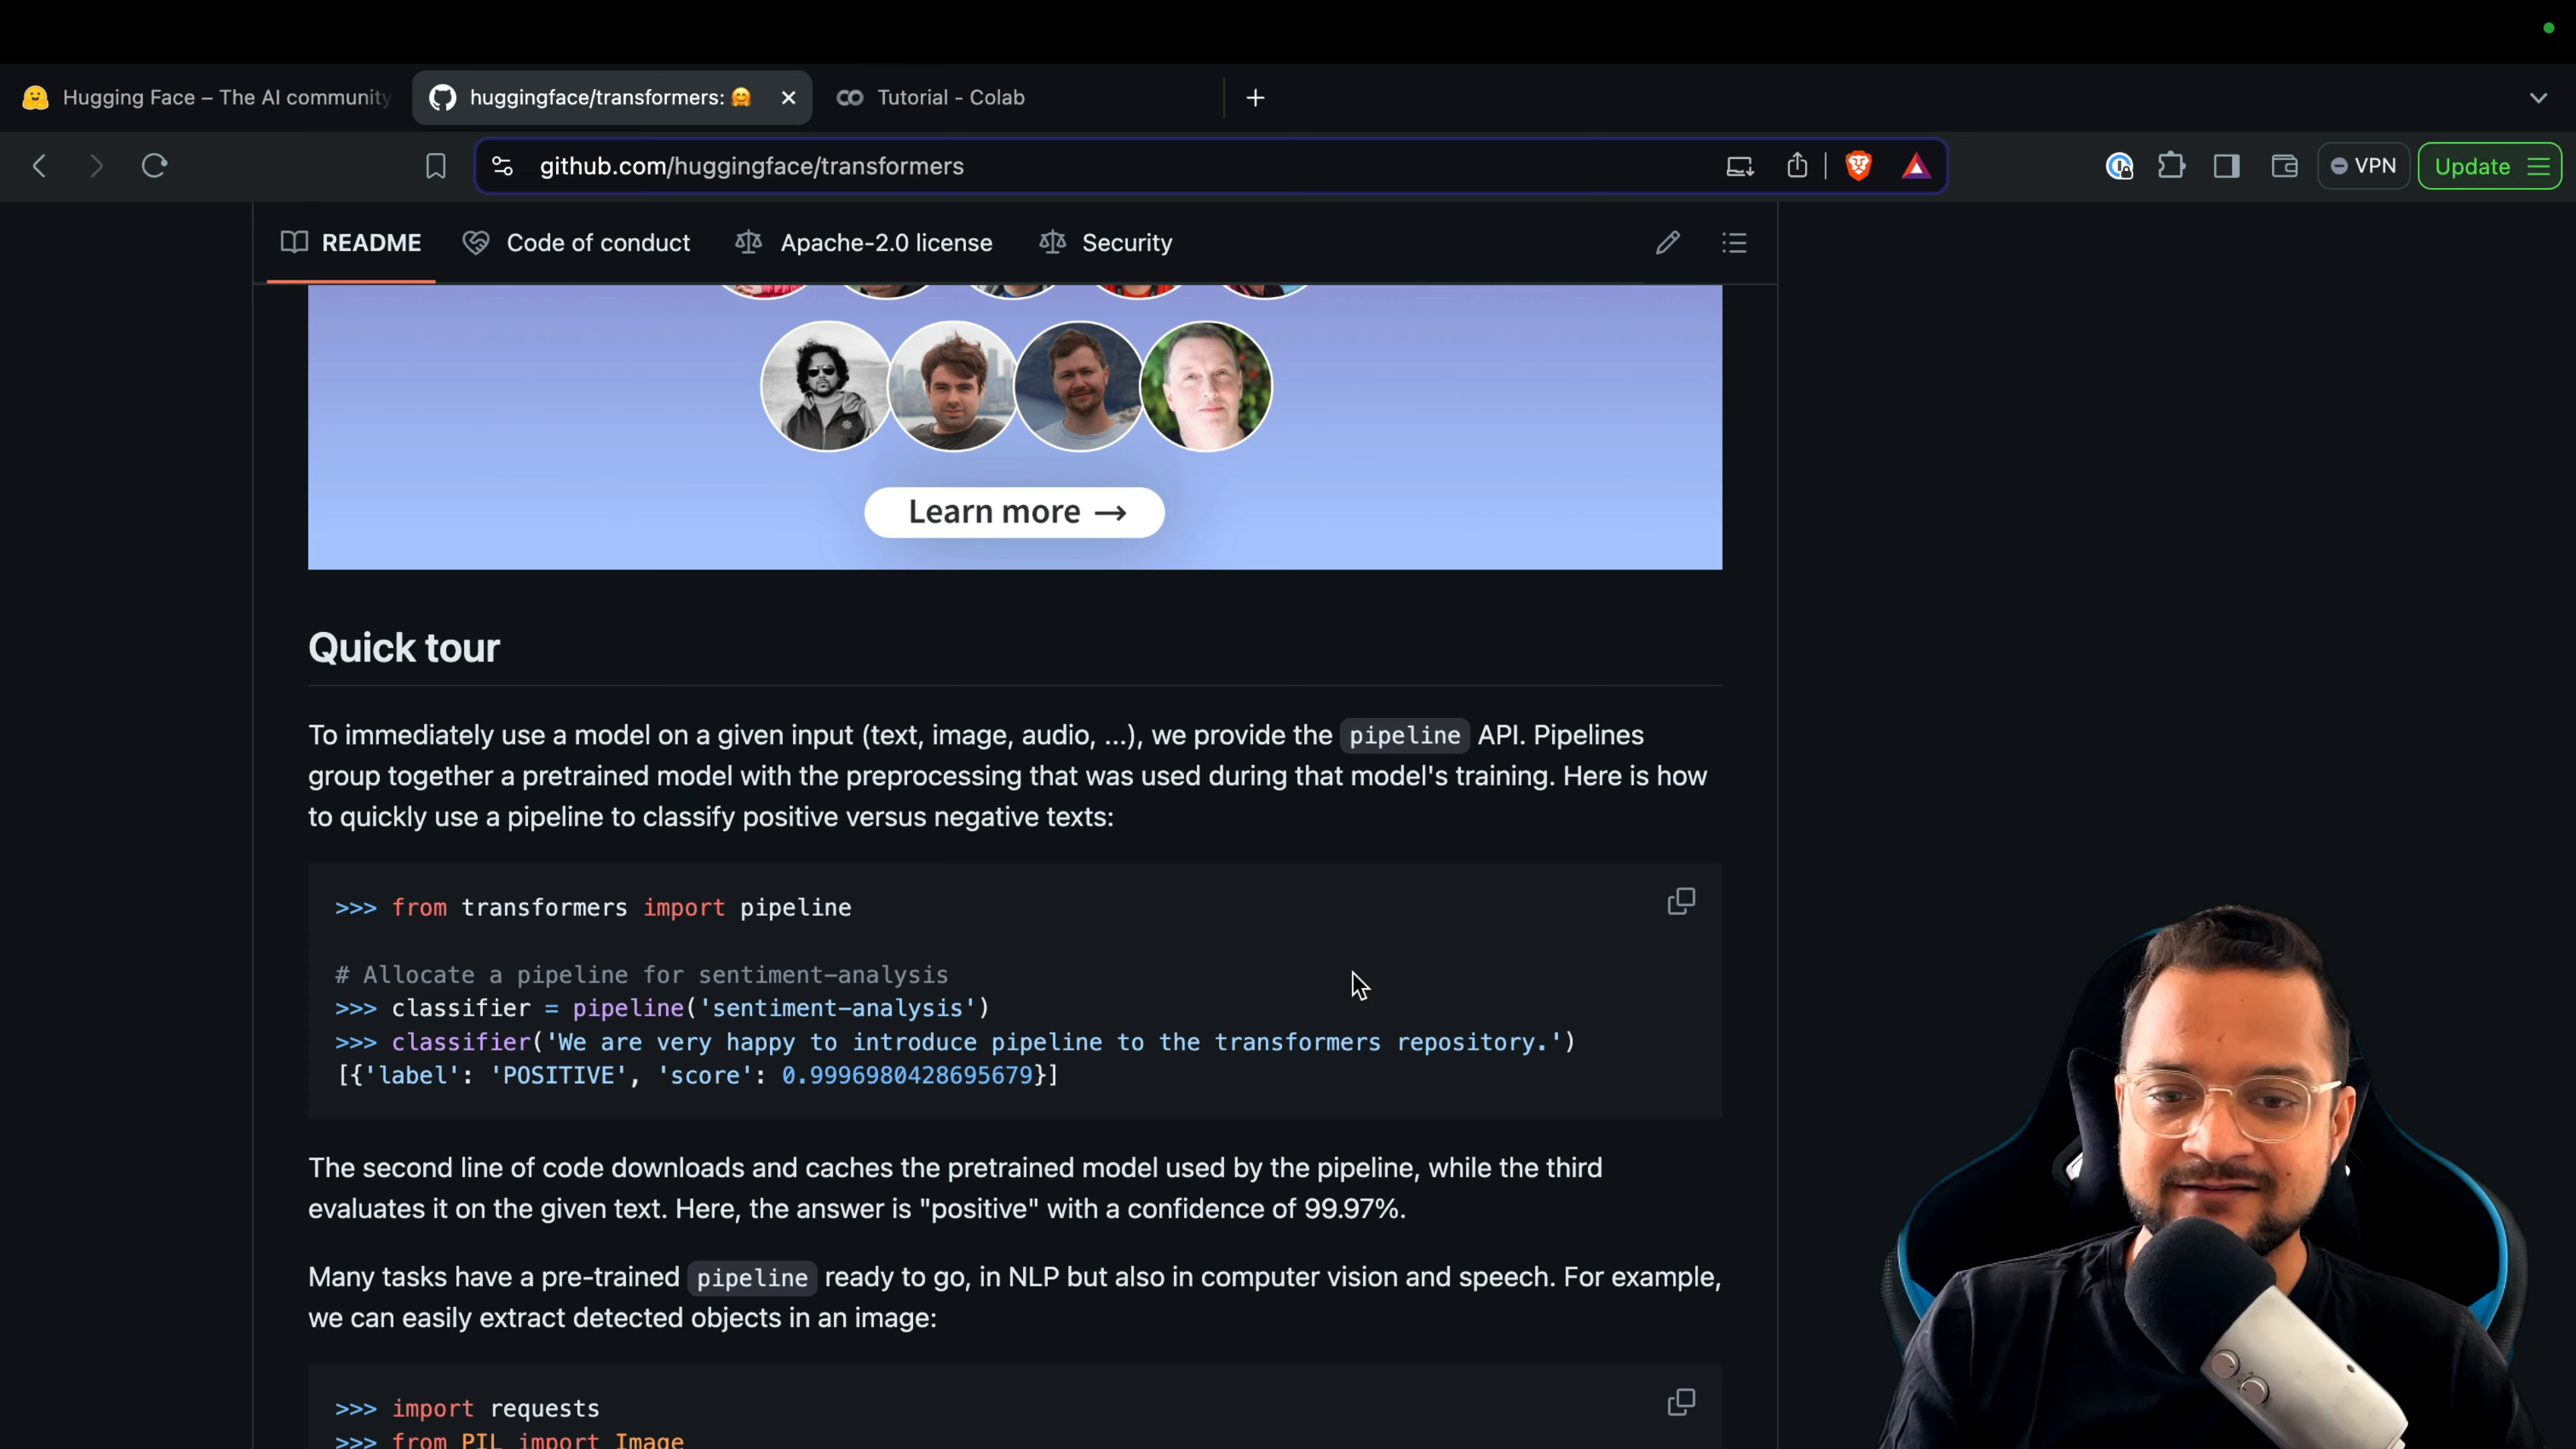 Hugging Face – The AI community
huggingface/transformers: 🤗
Tutorial - Colab
github.com/huggingface/transformers
VPN
Update
README
Code of conduct
Apache-2.0 license
Security
Learn more →
Quick tour
To immediately use a model on a given input (text, image, audio, ...), we provide the pipeline API. Pipelines
group together a pretrained model with the preprocessing that was used during that model's training. Here is how
to quickly use a pipeline to classify positive versus negative texts:
>>> from transformers import pipeline
# Allocate a pipeline for sentiment-analysis
>>> classifier = pipeline('sentiment-analysis')
>>> classifier('We are very happy to introduce pipeline to the transformers repository.')
[{'label': 'POSITIVE', 'score': 0.9996980428695679}]
The second line of code downloads and caches the pretrained model used by the pipeline, while the third
evaluates it on the given text. Here, the answer is "positive" with a confidence of 99.97%.
Many tasks have a pre-trained pipeline ready to go, in NLP but also in computer vision and speech. For example,
we can easily extract detected objects in an image:
>>> import requests
>>> from PIL import Image